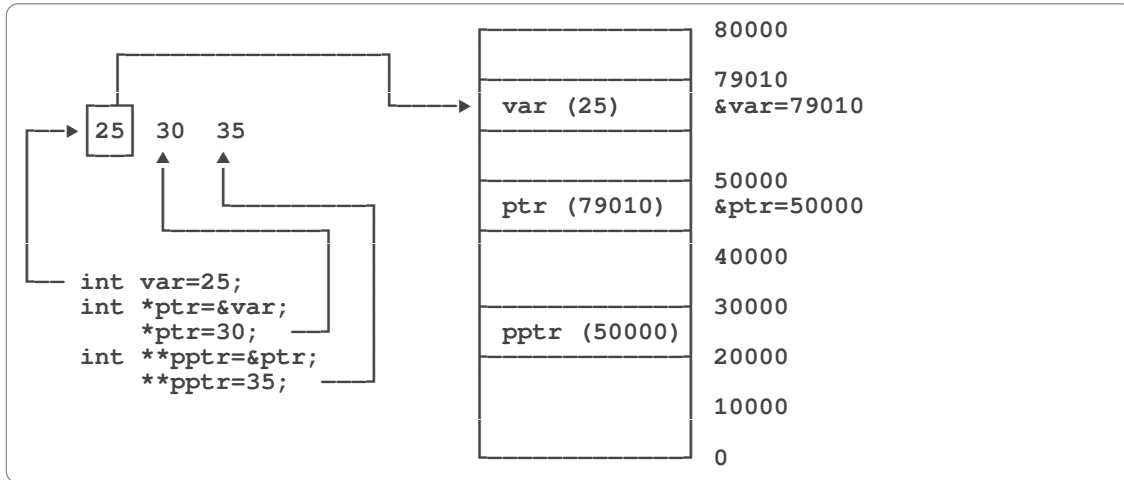 25 30 35
int var=25;
int *ptr=&var;
*ptr=30;
int **pptr=&ptr;
**pptr=35;
80000
79010
var (25) &var=79010
50000
ptr (79010) &ptr=50000
40000
30000
pptr (50000)
20000
10000
0